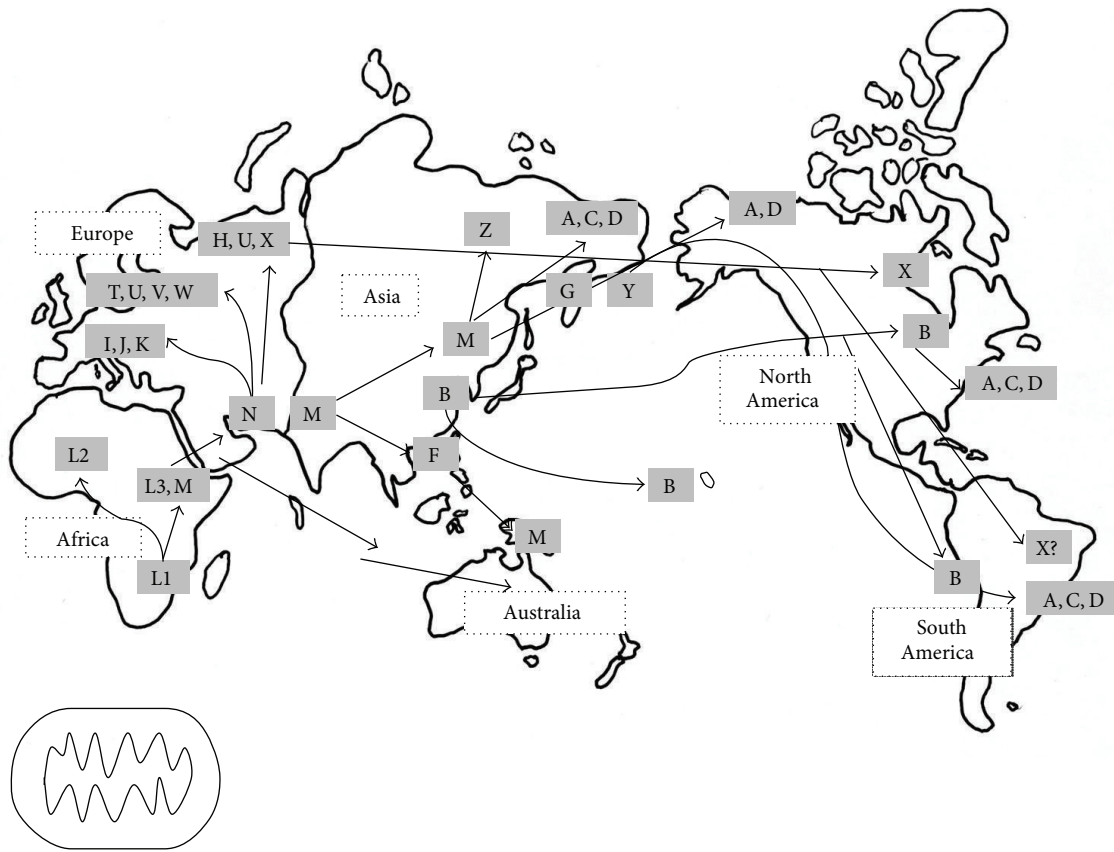 A, D
A, C, D
Z
Europe
H, U, X
X
T, U, V, W
Asia
G
Y
I, J, K
M
B
North
America
A, C, D
B
N
M
L2
F
L3, M
B
Africa
M
X?
L1
B
A, C, D
Australia
South
America